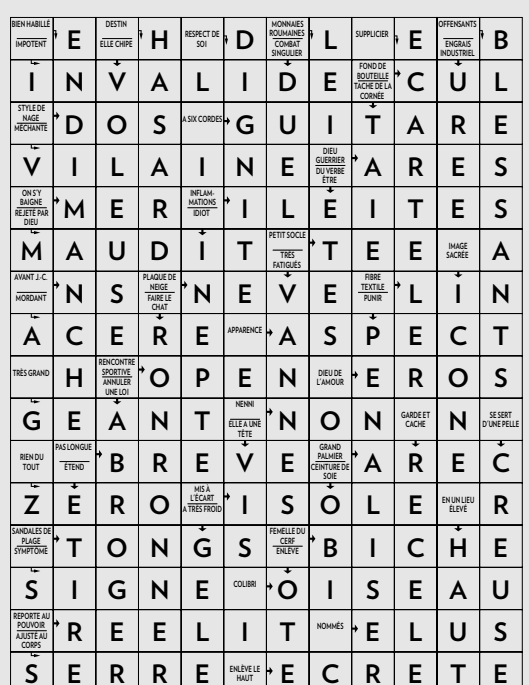 BIEN HABILLÉ IMPOTENT E DESTIN ELLE CHIPE H RESPECT DE SOI D MONNAIES ROUMAINES COMBAT SINGULIER L SUPPLICIER E OFFENSANTS ENGRAIS INDUSTRIEL B
I N V A L I D E FOND DE BOUTEILLE TACHE DE LA CORNÉE C U L
STYLE DE NAGE MÉCHANTE D O S A SIX CORDES G U I T A R E
V I L A I N E DIEU GUERRIER DU VERBE ÊTRE A R E S
ON S'Y BAIGNE REJETÉ PAR DIEU M E R INFLAM- MATIONS IDIOT I L E I T E S
M A U D I T PETIT SOCLE TRÈS FATIGUÉS T E E IMAGE SACRÉE A
AVANT J.-C. MORDANT N S PLAQUE DE NEIGE FAIRE LE CHAT N E V E FIBRE TEXTILE PUNIR L I N
A C E R E APPARENCE A S P E C T
TRÈS GRAND H RENCONTRE SPORTIVE ANNULER UNE LOI O P E N DIEU DE L'AMOUR E R O S
G E A N T NENNI ELLE A UNE TÊTE N O N GARDE ET CACHE N SE SERT D'UNE PELLE
RIEN DU TOUT PAS LONGUE ÉTEND B R E V E GRAND PALMIER CEINTURE DE SOIE A R E C
Z E R O MIS À L'ÉCART A TRÈS FROID I S O L E EN UN LIEU ÉLEVÉ R
SANDALES DE PLAGE SYMPTÔME T O N G S FEMELLE DU CERF ENLÈVE B I C H E
S I G N E COLIBRI O I S E A U
REPORTE AU POUVOIR AJUSTÉ AU CORPS R E E L I T NOMMÉS E L U S
S E R R E ENLÈVE LE HAUT E C R E T E